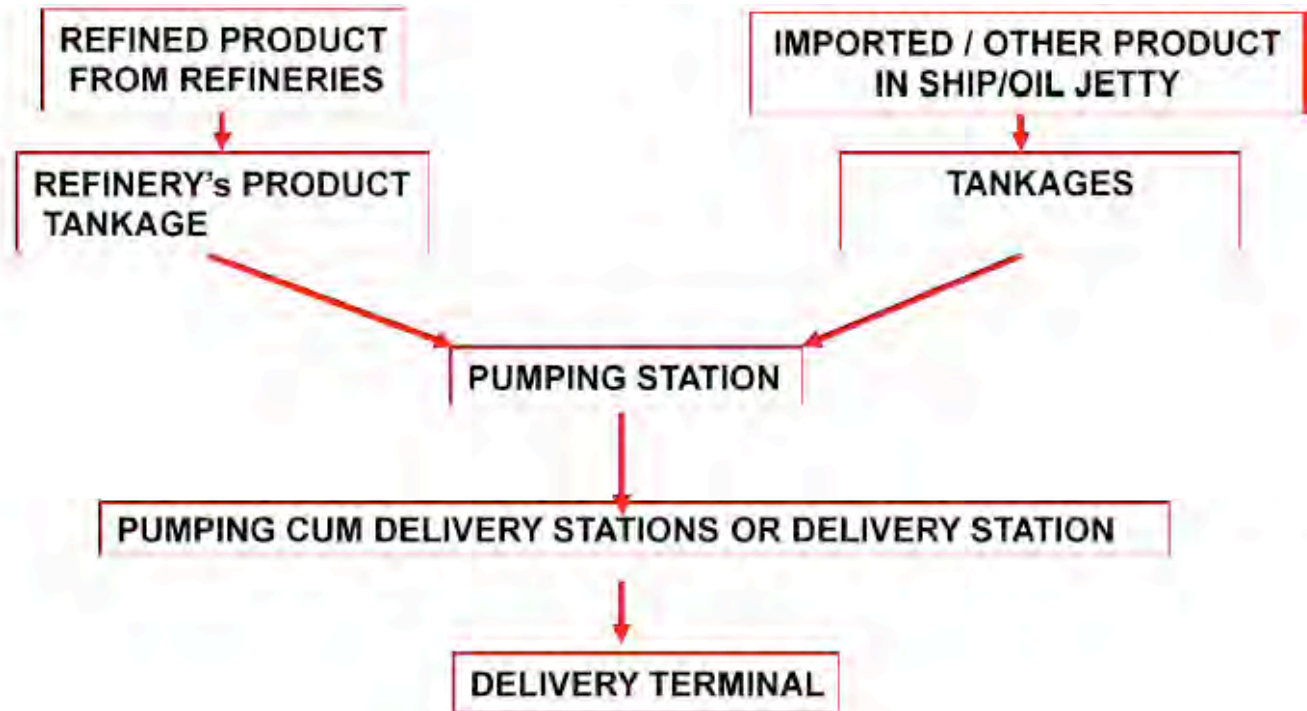 REFINED PRODUCT
FROM REFINERIES
IMPORTED / OTHER PRODUCT
IN SHIP/OIL JETTY
REFINERY's PRODUCT
TANKAGE
TANKAGES
PUMPING STATION
PUMPING CUM DELIVERY STATIONS OR DELIVERY STATION
DELIVERY TERMINAL